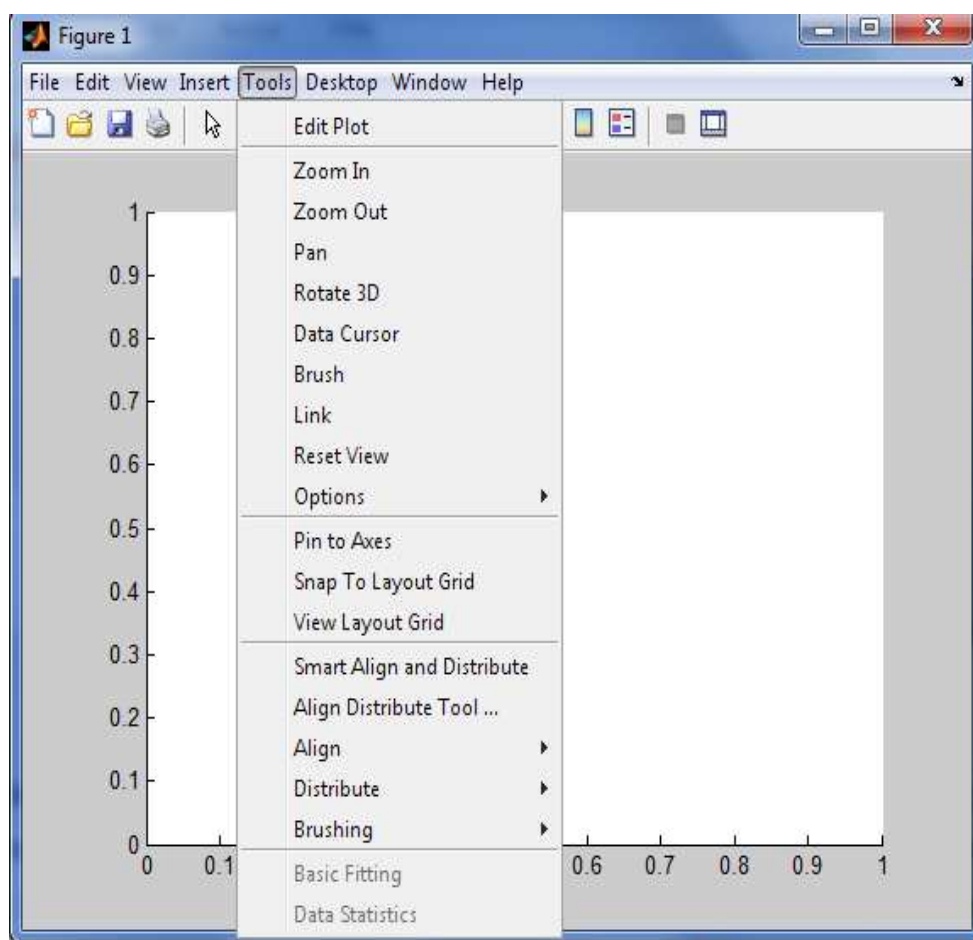 Figure 1
File Edit View Insert Tools Desktop Window Help
Edit Plot
Zoom In
Zoom Out
Pan
Rotate 3D
Data Cursor
Brush
Link
Reset View
Options
Pin to Axes
Snap To Layout Grid
View Layout Grid
Smart Align and Distribute
Align Distribute Tool ...
Align
Distribute
Brushing
Basic Fitting
Data Statistics
1
0.9
0.8
0.7
0.6
0.5
0.4
0.3
0.2
0.1
0
0 0.1 0.6 0.7 0.8 0.9 1